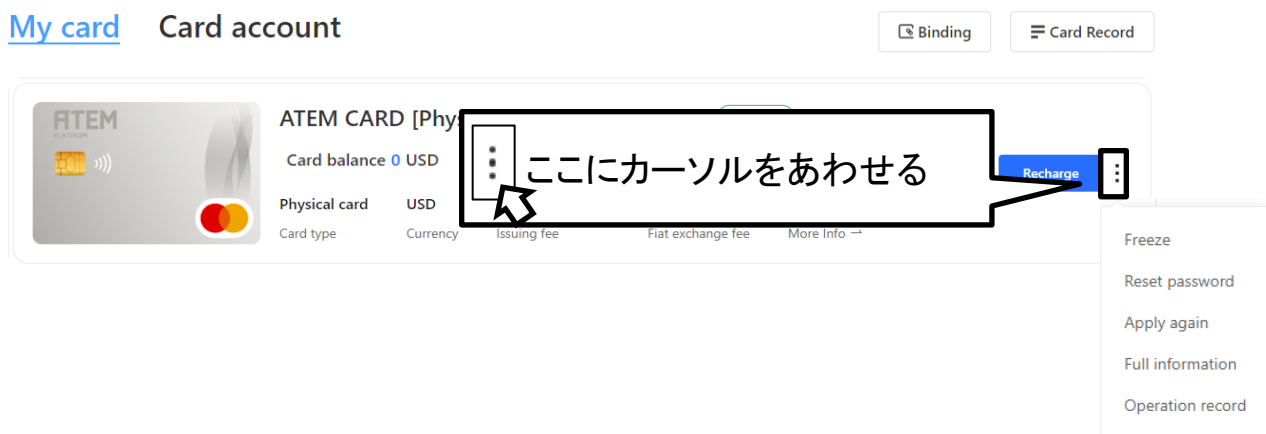 My card Card account Binding Card Record
ATEM
PLATINUM
ATEM CARD [Phys
Card balance 0 USD
ここにカーソルをあわせる
Recharge
Physical card USD
Card type Currency Issuing fee Fiat exchange fee More Info →
Freeze
Reset password
Apply again
Full information
Operation record